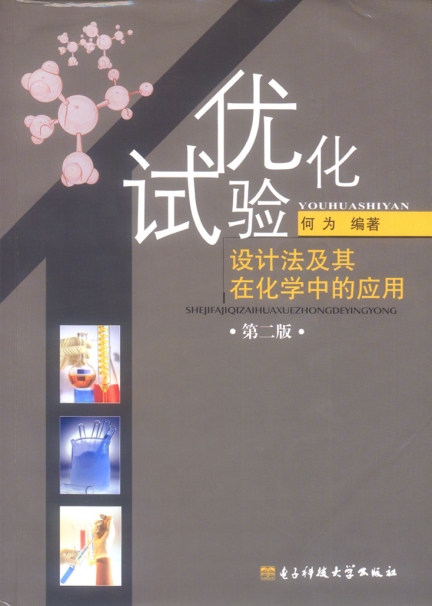 优化
试验
YOUHUASHIYAN
何为 编著
设计法及其
在化学中的应用
SHEJIFAJIQIZAIHUAXUEZHONGDEYINGYONG
·第二版·
电子科技大学出版社